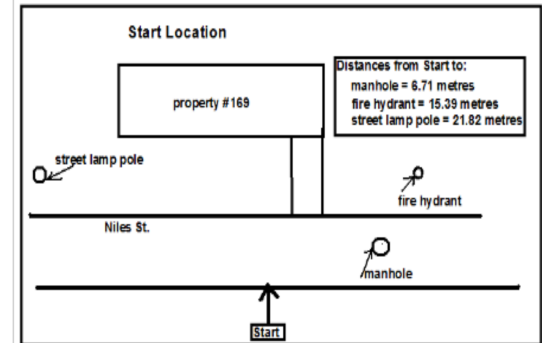 Start Location
Distances from Start to:
manhole = 6.71 metres
fire hydrant = 15.39 metres
street lamp pole = 21.82 metres
property #169
street lamp pole
fire hydrant
Niles St.
manhole
Start